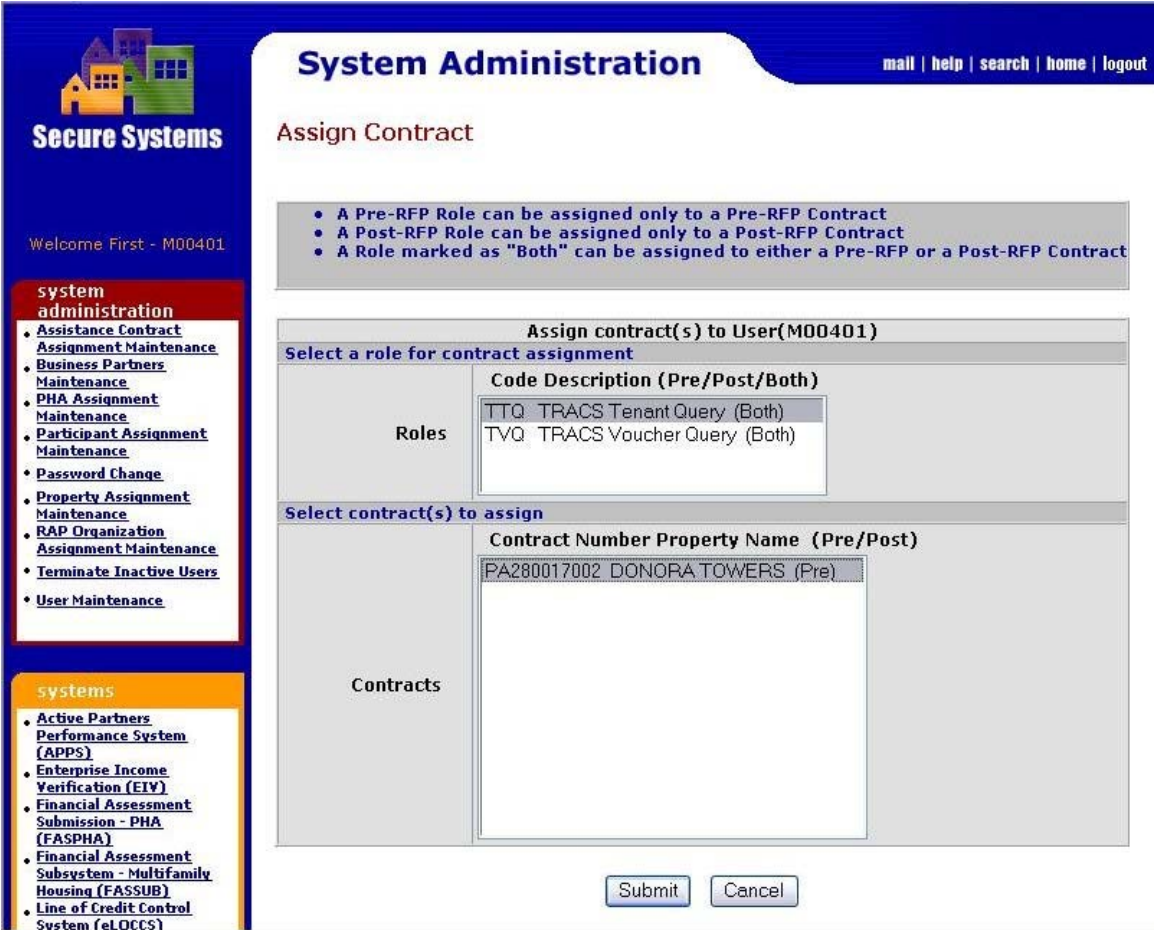 Secure Systems
Welcome First - M00401
system
administration
Assistance Contract
Assignment Maintenance
Business Partners
Maintenance
PHA Assignment
Maintenance
Participant Assignment
Maintenance
Password Change
Property Assignment
Maintenance
RAP Organization
Assignment Maintenance
Terminate Inactive Users
User Maintenance
systems
Active Partners
Performance System
(APPS)
Enterprise Income
Verification (EIV)
Financial Assessment
Submission - PHA
(FASPHA)
Financial Assessment
Subsystem - Multifamily
Housing (FASSUB)
Line of Credit Control
System (eLOCCS)
System Administration
mail | help | search | home | logout
Assign Contract
• A Pre-RFP Role can be assigned only to a Pre-RFP Contract
• A Post-RFP Role can be assigned only to a Post-RFP Contract
• A Role marked as "Both" can be assigned to either a Pre-RFP or a Post-RFP Contract
Assign contract(s) to User(M00401)
Select a role for contract assignment
Code Description (Pre/Post/Both)
Roles
TTQ TRACS Tenant Query (Both)
TVQ TRACS Voucher Query (Both)
Select contract(s) to assign
Contract Number Property Name (Pre/Post)
PA280017002 DONORA TOWERS (Pre)
Contracts
Submit
Cancel